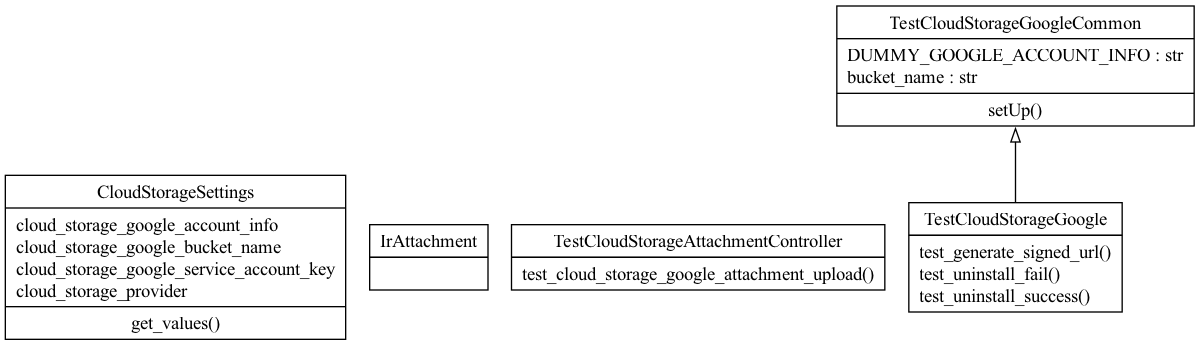 TestCloudStorageGoogleCommon
DUMMY_GOOGLE_ACCOUNT_INFO : str
bucket_name : str
setUp()
CloudStorageSettings
cloud_storage_google_account_info
cloud_storage_google_bucket_name
cloud_storage_google_service_account_key
cloud_storage_provider
get_values()
IrAttachment
TestCloudStorageAttachmentController
test_cloud_storage_google_attachment_upload()
TestCloudStorageGoogle
test_generate_signed_url()
test_uninstall_fail()
test_uninstall_success()